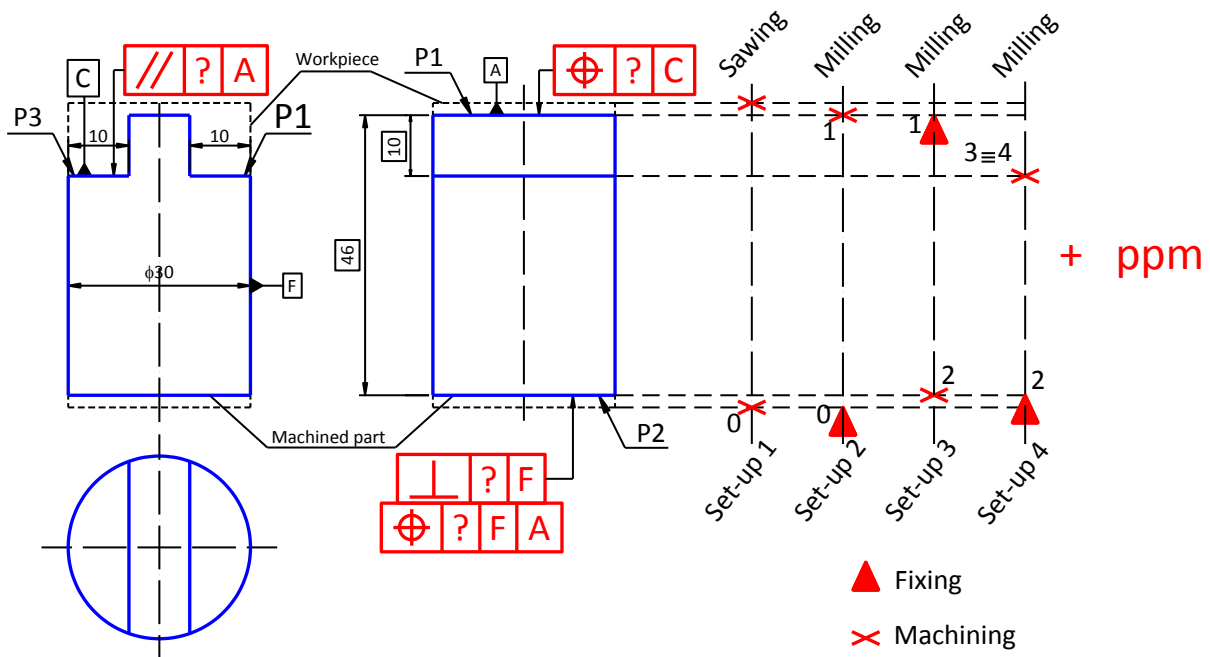 C
// ? A
Workpiece
P3
10
10
P1
φ30
F
Machined part
P1
A
⌖ ? C
10
46
P2
⊥ ? F
⌖ ? F A
Sawing
Milling
Milling
Milling
1
1
3≡4
0
0
2
2
Set-up 1
Set-up 2
Set-up 3
Set-up 4
+ ppm
Fixing
Machining